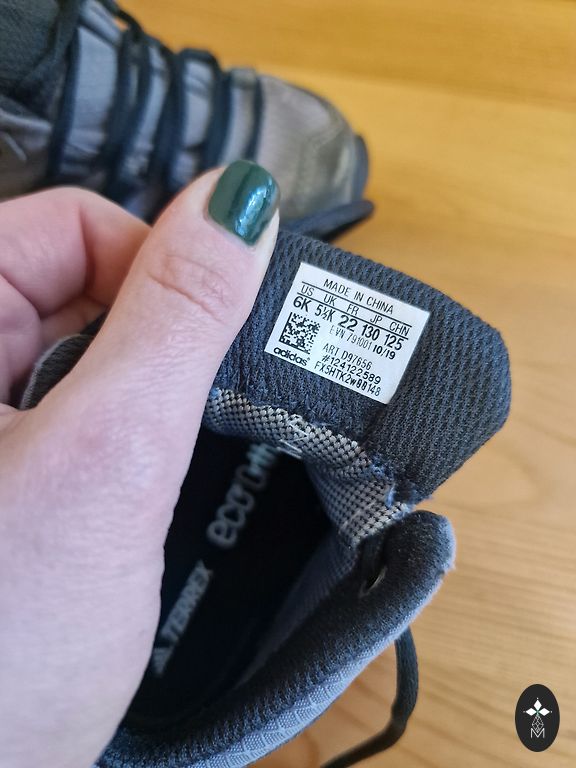 MADE IN CHINA
US UK FR JP CHN
6K 5½K 22 130 125
EVN 791001 10/19
ART D97656
#124122589
FX5HTK2W00148
adidas
TERREX
M